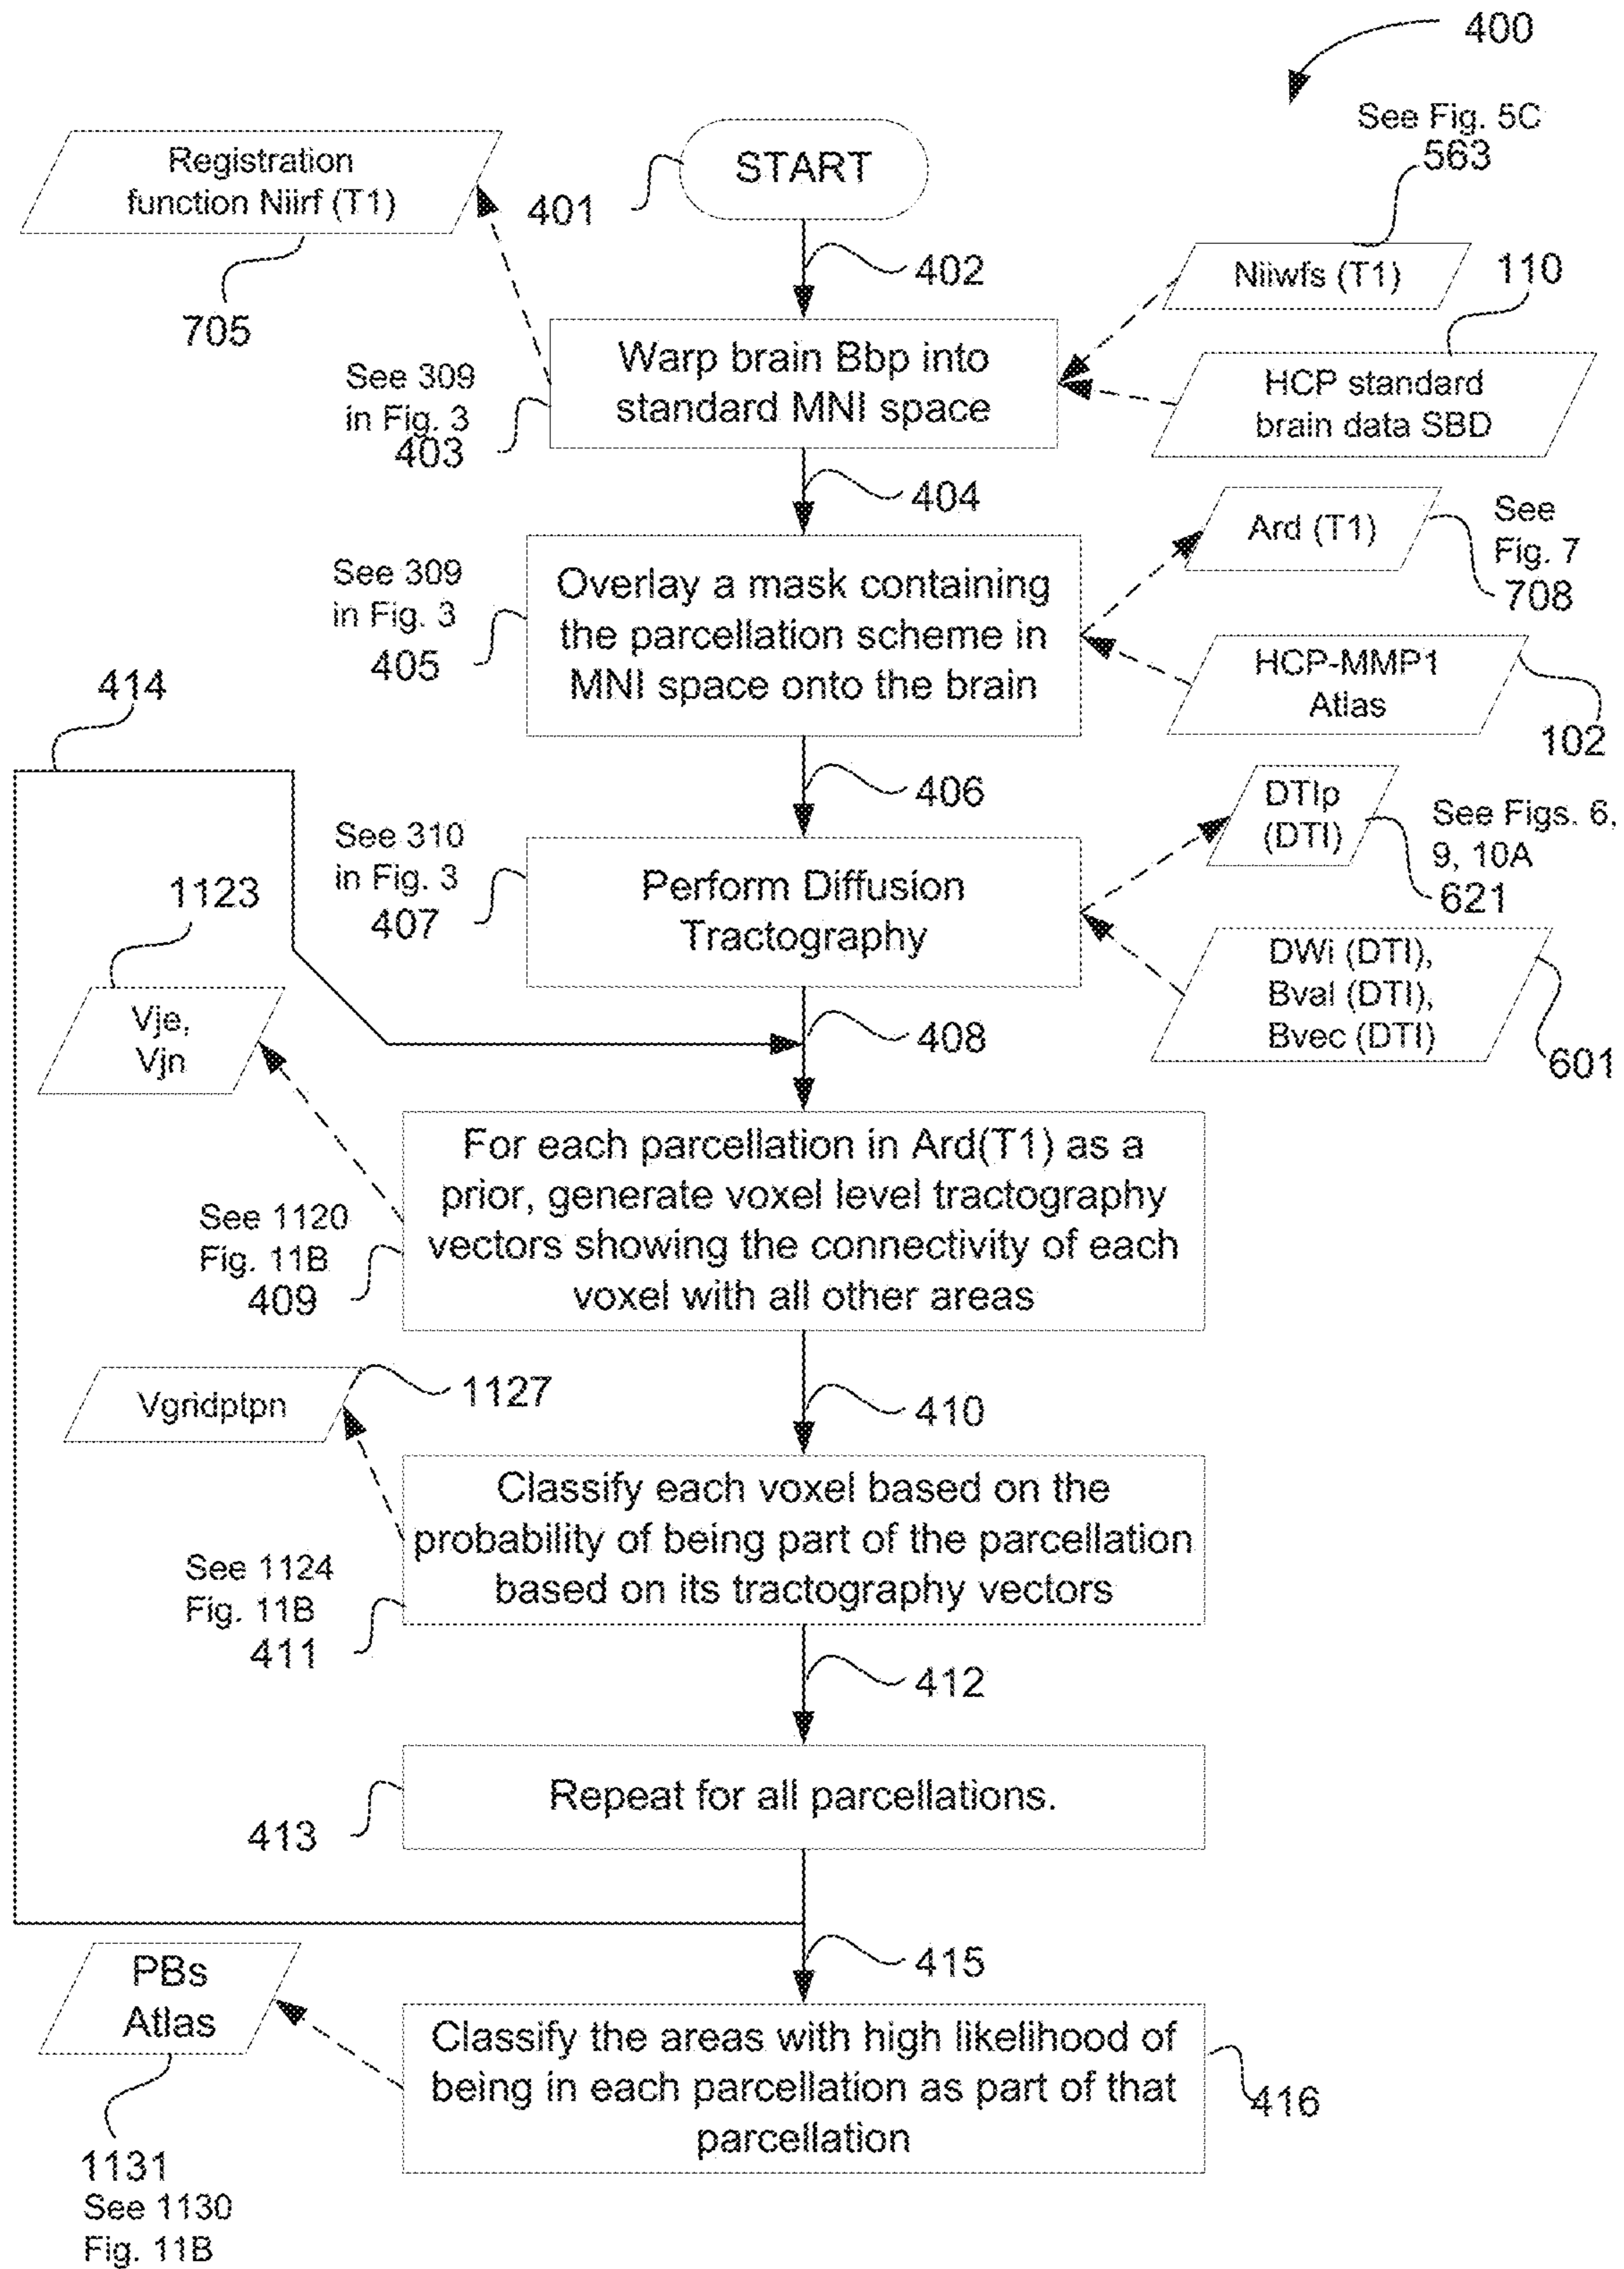 400
See Fig. 5C
563
START
401
Registration
function Niirf (T1)
705
402
Niiwfs (T1)
110
HCP standard
brain data SBD
Warp brain Bbp into
standard MNI space
See 309
in Fig. 3
403
404
Ard (T1)
See
Fig. 7
708
See 309
in Fig. 3
405
Overlay a mask containing
the parcellation scheme in
MNI space onto the brain
HCP-MMP1
Atlas
102
414
406
DTIp
(DTI)
See Figs. 6,
9, 10A
621
See 310
in Fig. 3
407
Perform Diffusion
Tractography
DWi (DTI),
Bval (DTI),
Bvec (DTI)
601
1123
Vje,
Vjn
408
For each parcellation in Ard(T1) as a
prior, generate voxel level tractography
vectors showing the connectivity of each
voxel with all other areas
See 1120
Fig. 11B
409
Vgridptpn
1127
410
Classify each voxel based on the
probability of being part of the parcellation
based on its tractography vectors
See 1124
Fig. 11B
411
412
Repeat for all parcellations.
413
415
PBs
Atlas
1131
See 1130
Fig. 11B
Classify the areas with high likelihood of
being in each parcellation as part of that
parcellation
416